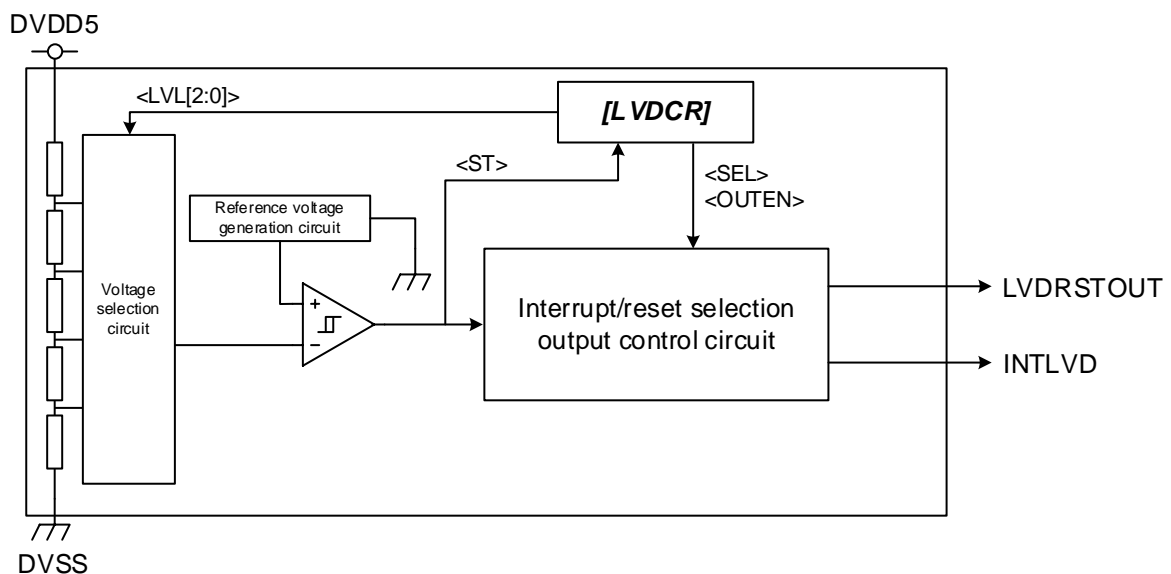 DVDD5
<LVL[2:0]>
[LVDCR]
<ST>
<SEL>
<OUTEN>
Reference voltage
generation circuit
Voltage
selection
circuit
+
−
Interrupt/reset selection
output control circuit
LVDRSTOUT
INTLVD
DVSS